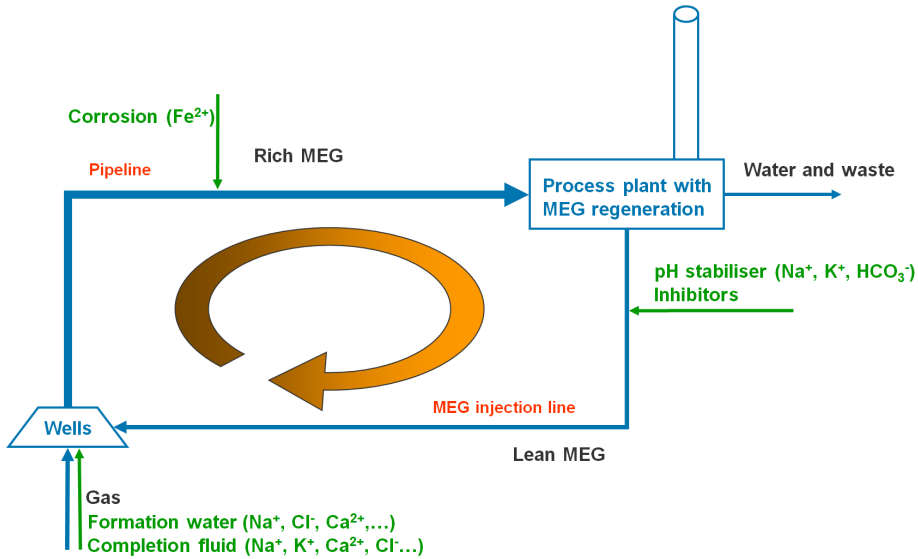 Corrosion (Fe²⁺)
Rich MEG
Pipeline
Process plant with
MEG regeneration
Water and waste
pH stabiliser (Na⁺, K⁺, HCO₃⁻)
Inhibitors
MEG injection line
Wells
Lean MEG
Gas
Formation water (Na⁺, Cl⁻, Ca²⁺,...)
Completion fluid (Na⁺, K⁺, Ca²⁺, Cl⁻...)